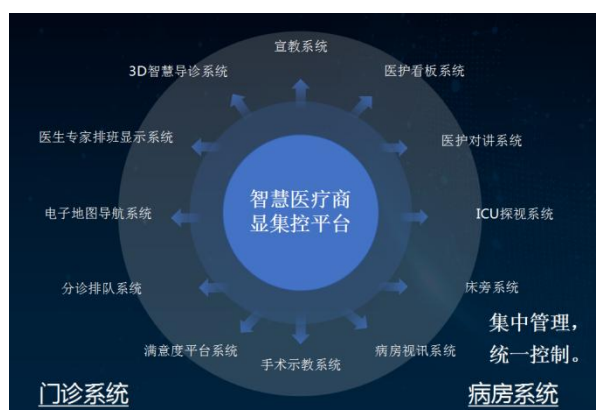 宣教系统
3D智慧导诊系统
医护看板系统
医生专家排班显示系统
医护对讲系统
智慧医疗商
显集控平台
电子地图导航系统
ICU探视系统
分诊排队系统
床旁系统
集中管理，
统一控制。
满意度平台系统
手术示教系统
病房视讯系统
门诊系统
病房系统